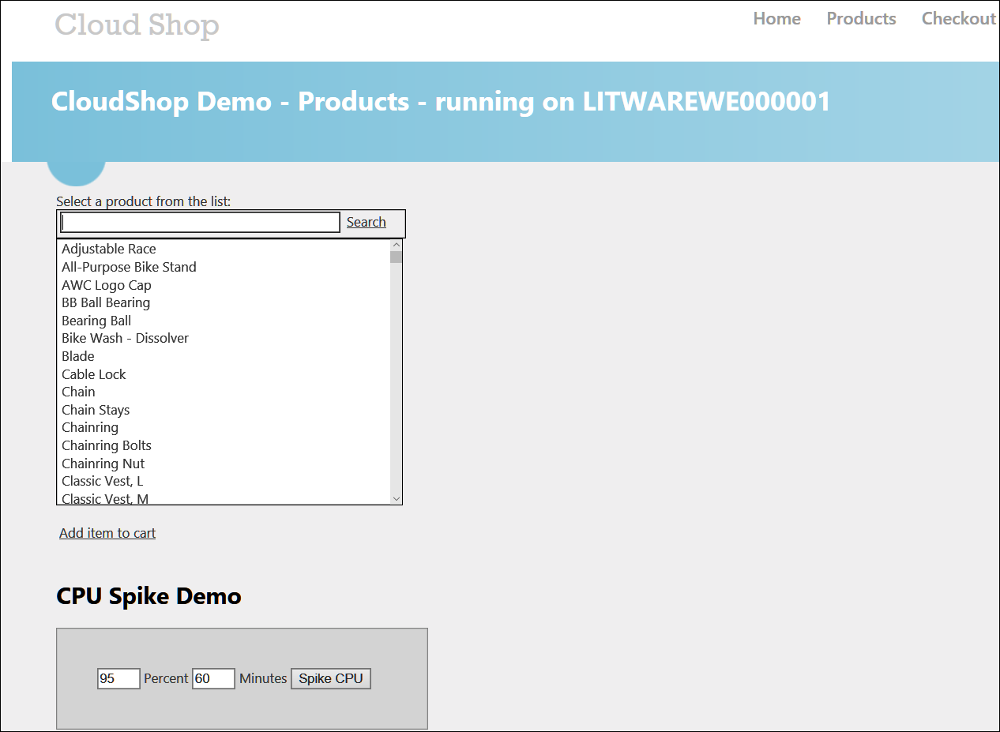 Cloud Shop
Home Products Checkout
CloudShop Demo - Products - running on LITWAREWE000001
Select a product from the list:
Search
Adjustable Race
All-Purpose Bike Stand
AWC Logo Cap
BB Ball Bearing
Bearing Ball
Bike Wash - Dissolver
Blade
Cable Lock
Chain
Chain Stays
Chainring
Chainring Bolts
Chainring Nut
Classic Vest, L
Classic Vest, M
Add item to cart
CPU Spike Demo
95 Percent 60 Minutes Spike CPU